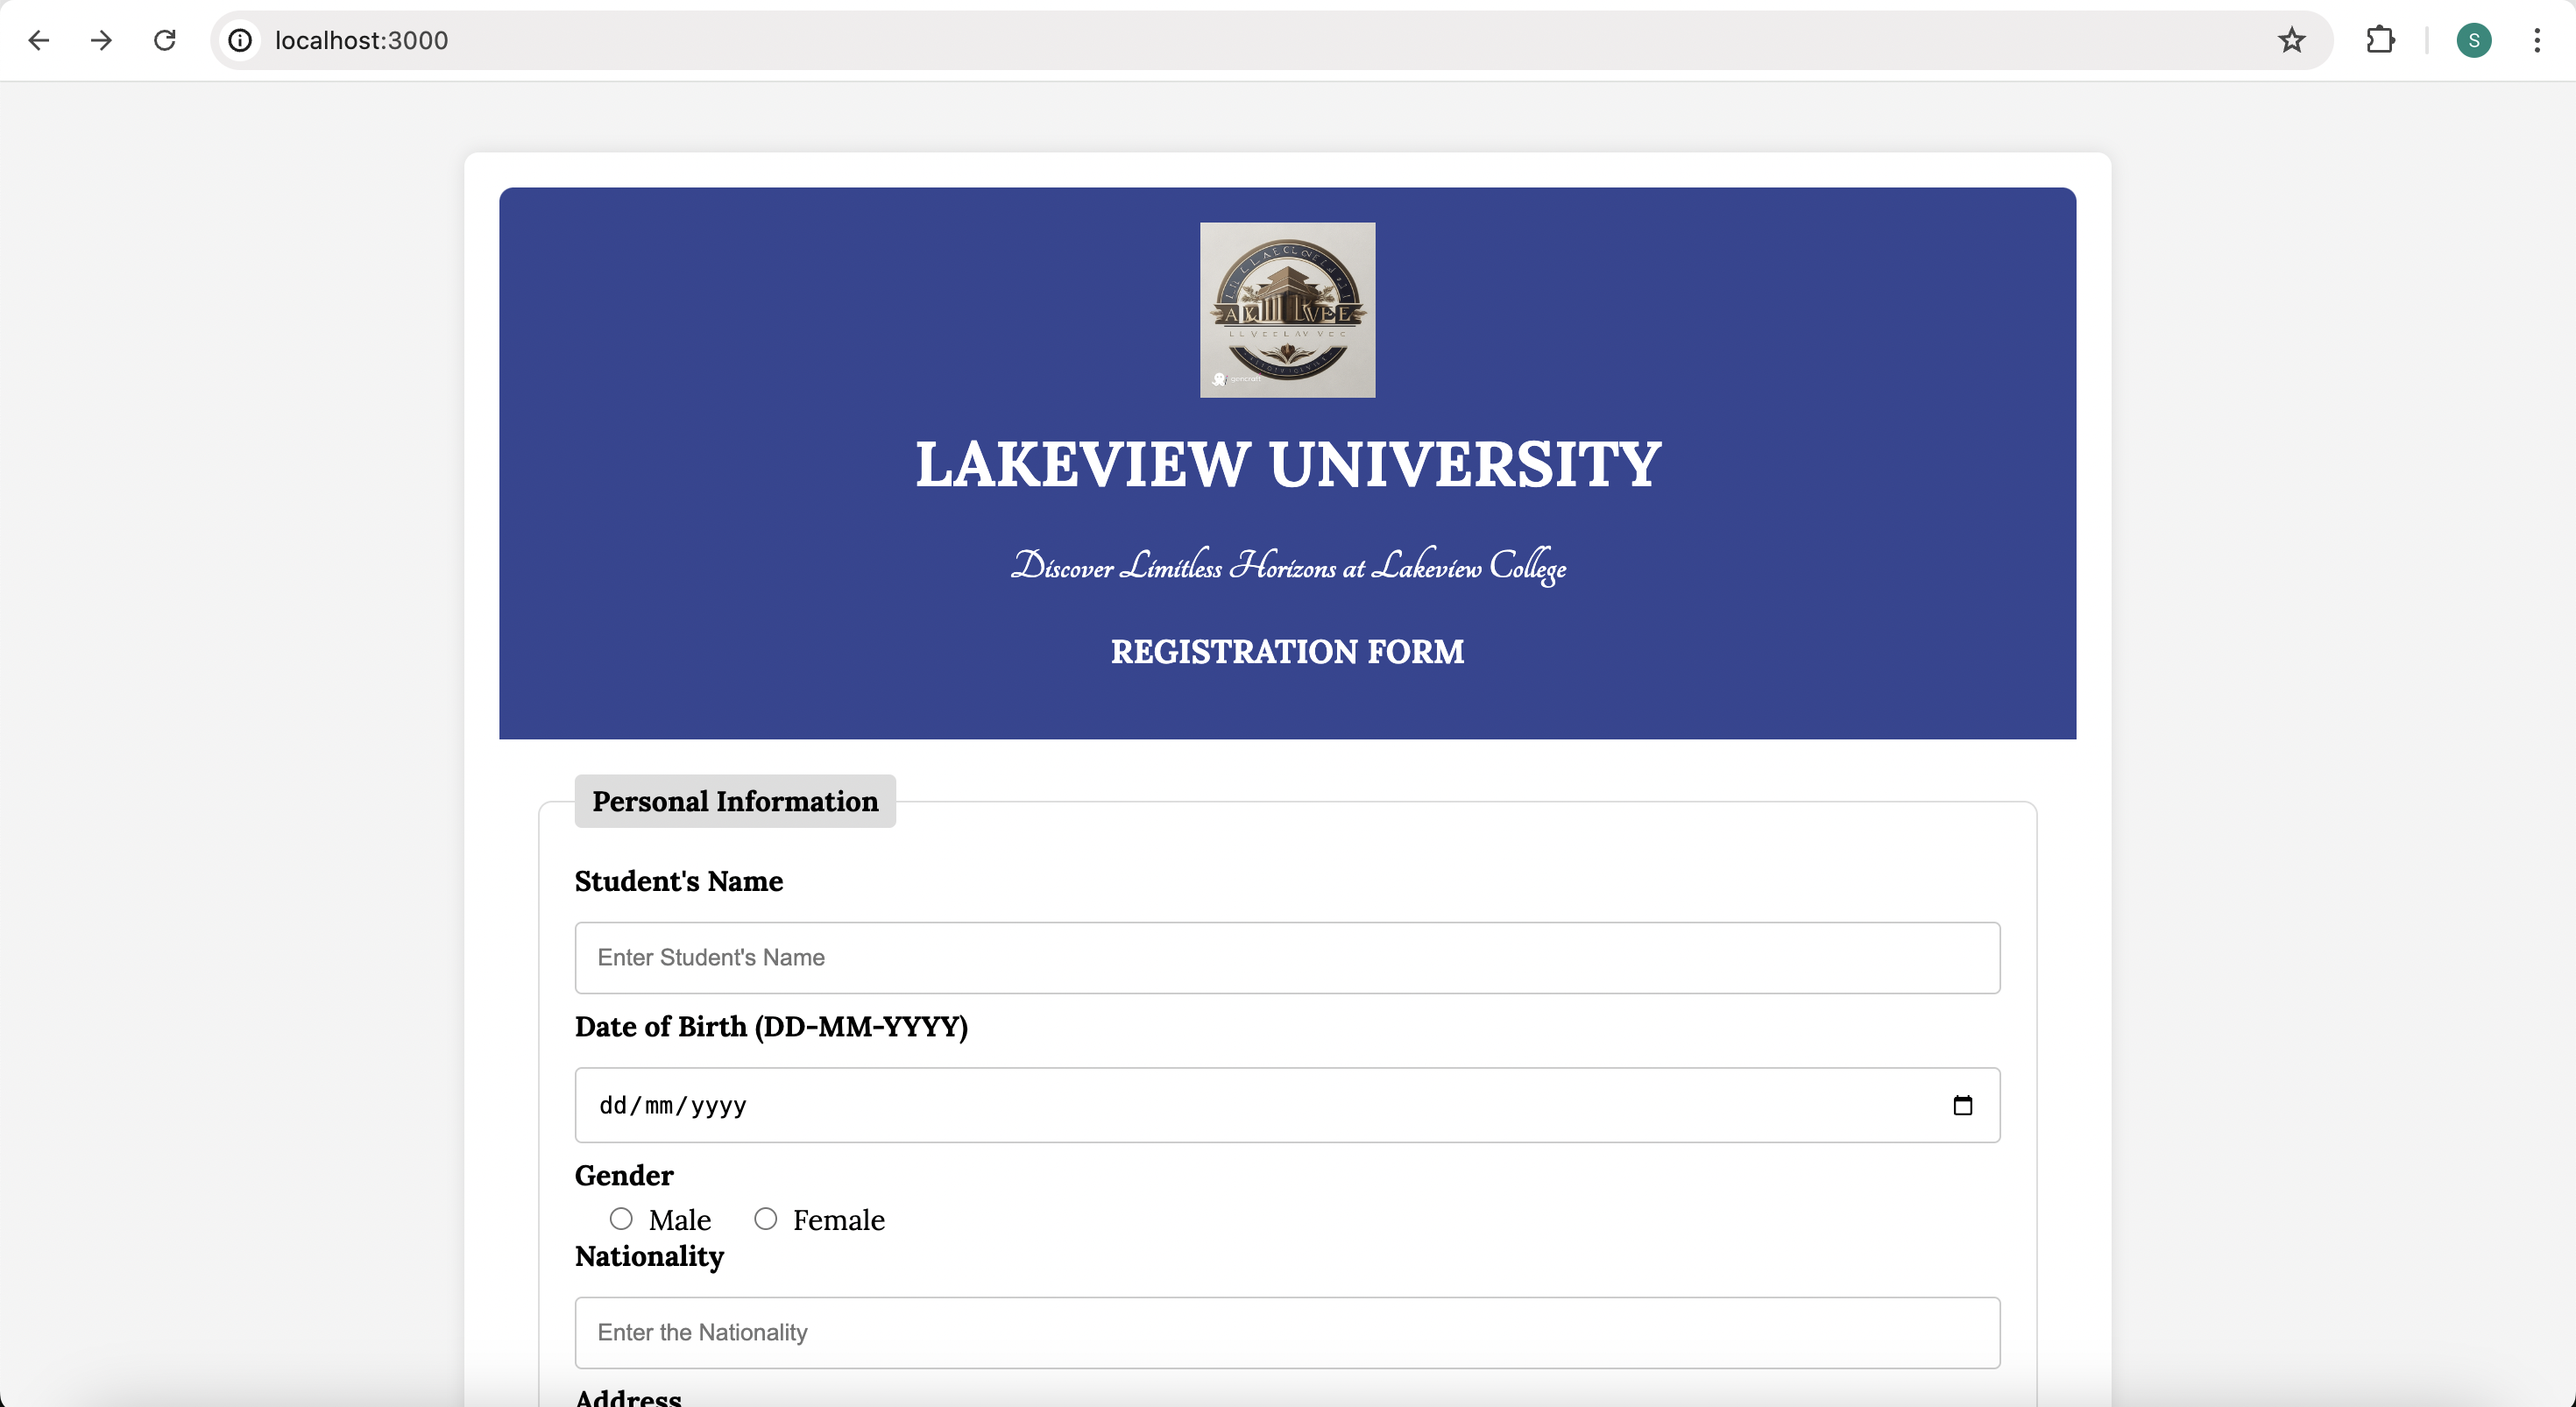 localhost:3000
S
LAKEVIEW UNIVERSITY
Discover Limitless Horizons at Lakeview College
REGISTRATION FORM
Personal Information
Student's Name
Enter Student's Name
Date of Birth (DD-MM-YYYY)
dd/mm/yyyy
Gender
Male Female
Nationality
Enter the Nationality
Address